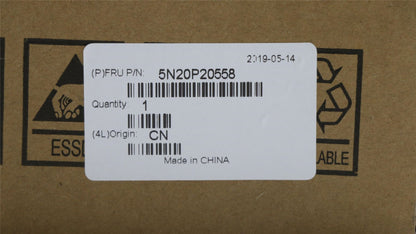 2019-05-14
(P)FRU P/N: 5N20P20558
Quantity: 1
(4L)Origin: CN
Made in CHINA
ESS
ABLE